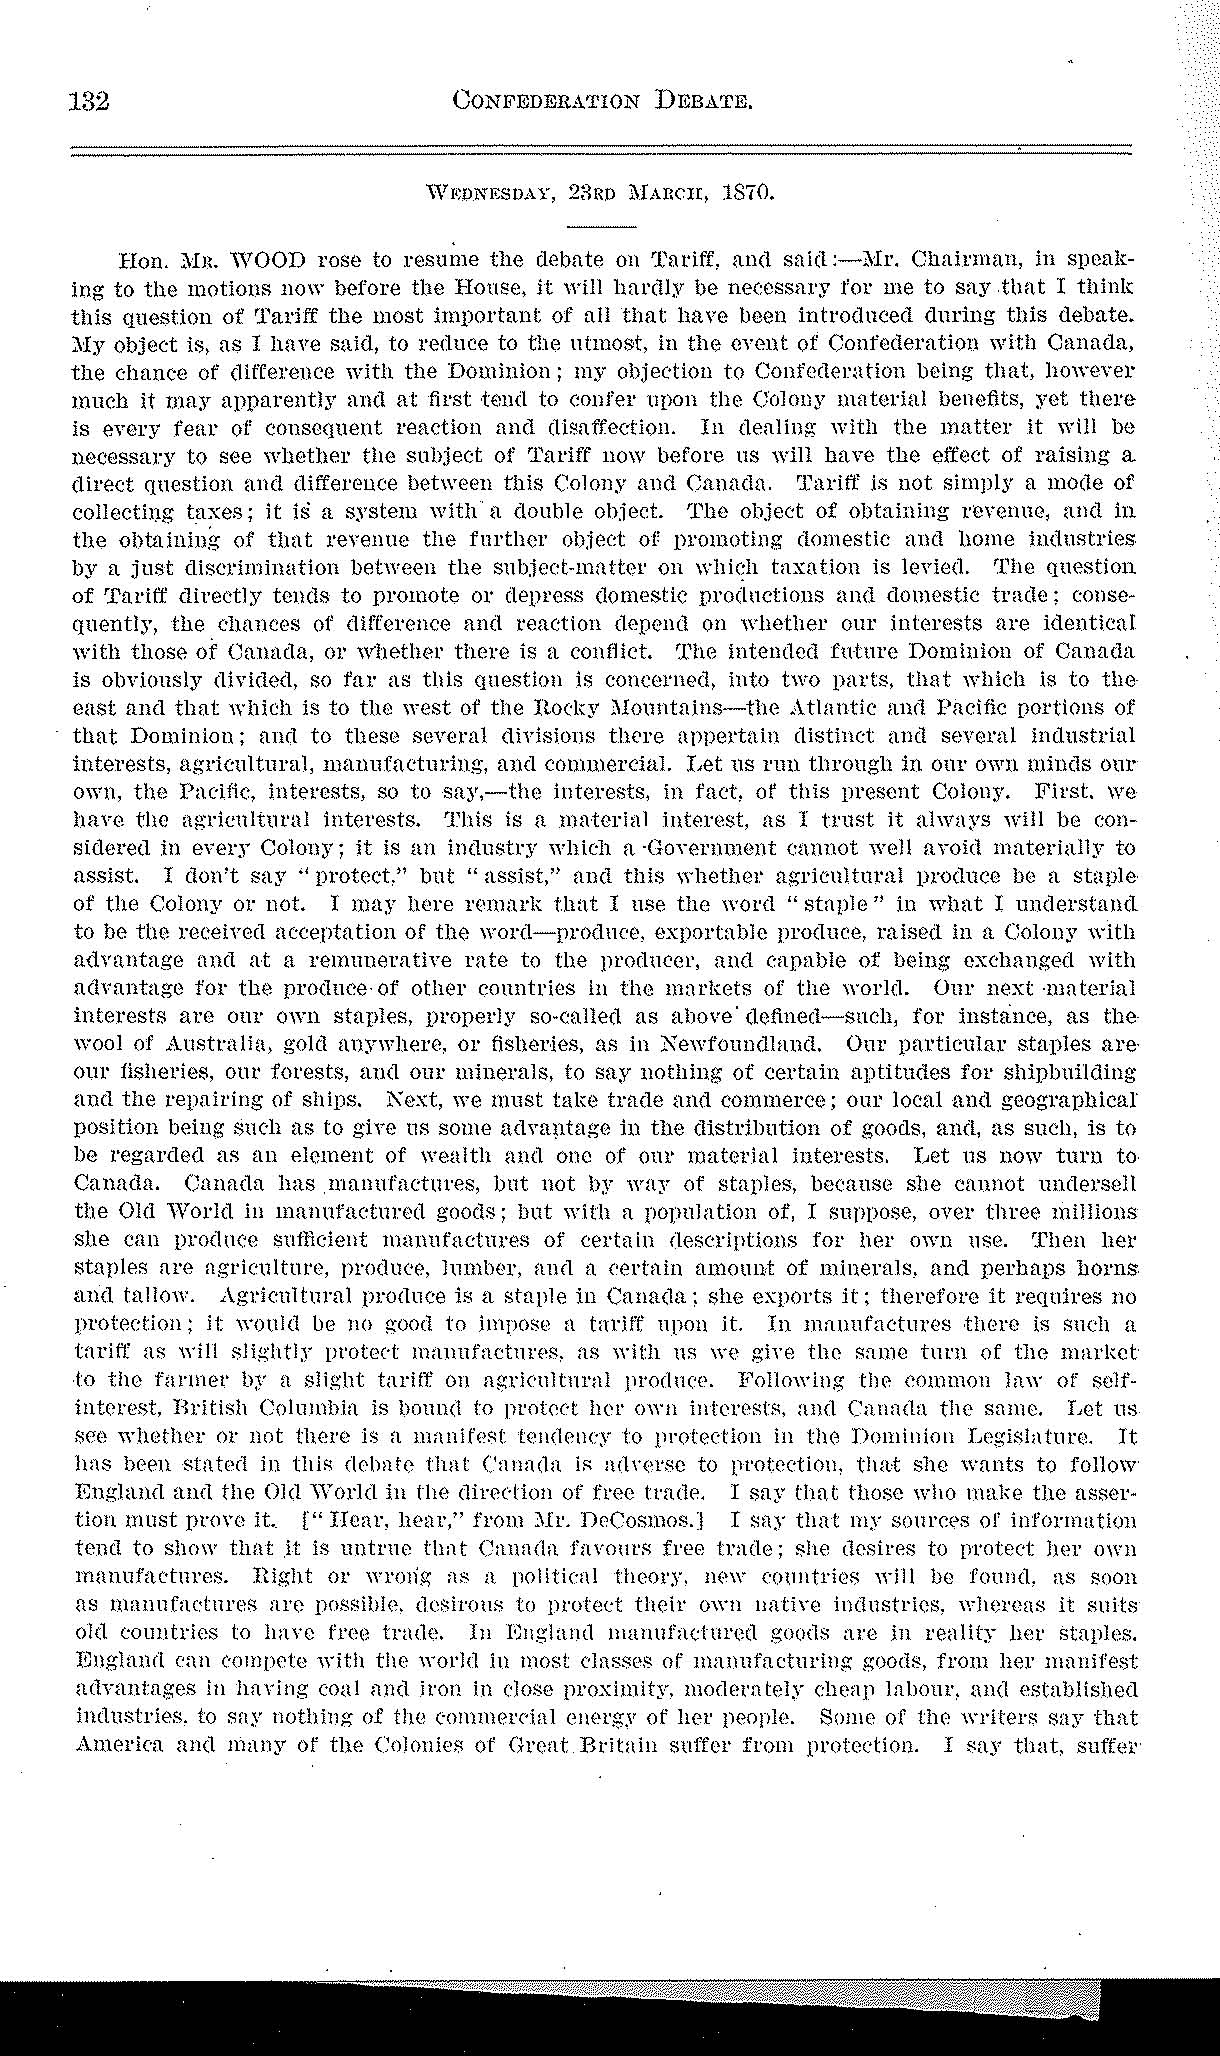 132 CONFEDERATION DEBATE.
WEDNESDAY, 23RD MARCH, 1870.
Hon. MR. WOOD rose to resume the debate on Tariff, and said:—Mr. Chairman, in speak-
ing to the motions now before the House, it will hardly be necessary for me to say that I think
this question of Tariff the most important of all that have been introduced during this debate.
My object is, as I have said, to reduce to the utmost, in the event of Confederation with Canada,
the chance of difference with the Dominion; my objection to Confederation being that, however
much it may apparently and at first tend to confer upon the Colony material benefits, yet there
is every fear of consequent reaction and disaffection. In dealing with the matter it will be
necessary to see whether the subject of Tariff now before us will have the effect of raising a
direct question and difference between this Colony and Canada. Tariff is not simply a mode of
collecting taxes; it is a system with a double object. The object of obtaining revenue, and in
the obtaining of that revenue the further object of promoting domestic and home industries
by a just discrimination between the subject-matter on which taxation is levied. The question
of Tariff directly tends to promote or depress domestic productions and domestic trade; conse-
quently, the chances of difference and reaction depend on whether our interests are identical
with those of Canada, or whether there is a conflict. The intended future Dominion of Canada
is obviously divided, so far as this question is concerned, into two parts, that which is to the
east and that which is to the west of the Rocky Mountains—the Atlantic and Pacific portions of
that Dominion; and to these several divisions there appertain distinct and several industrial
interests, agricultural, manufacturing, and commercial. Let us run through in our own minds our
own, the Pacific, interests, so to say,—the interests, in fact, of this present Colony. First, we
have the agricultural interests. This is a material interest, as I trust it always will be con-
sidered in every Colony; it is an industry which a Government cannot well avoid materially to
assist. I don't say "protect," but "assist," and this whether agricultural produce be a staple
of the Colony or not. I may here remark that I use the word "staple" in what I understand
to be the received acceptation of the word—produce, exportable produce, raised in a Colony with
advantage and at a remunerative rate to the producer, and capable of being exchanged with
advantage for the produce of other countries in the markets of the world. Our next material
interests are our own staples, properly so-called as above defined—such, for instance, as the
wool of Australia, gold anywhere, or fisheries, as in Newfoundland. Our particular staples are
our fisheries, our forests, and our minerals, to say nothing of certain aptitudes for shipbuilding
and the repairing of ships. Next, we must take trade and commerce; our local and geographical
position being such as to give us some advantage in the distribution of goods, and, as such, is to
be regarded as an element of wealth and one of our material interests. Let us now turn to
Canada. Canada has manufactures, but not by way of staples, because she cannot undersell
the Old World in manufactured goods; but with a population of, I suppose, over three millions
she can produce sufficient manufactures of certain descriptions for her own use. Then her
staples are agriculture, produce, lumber, and a certain amount of minerals, and perhaps horns
and tallow. Agricultural produce is a staple in Canada; she exports it; therefore it requires no
protection; it would be no good to impose a tariff upon it. In manufactures there is such a
tariff as will slightly protect manufactures, as with us we give the same turn of the market
to the farmer by a slight tariff on agricultural produce. Following the common law of self-
interest, British Columbia is bound to protect her own interests, and Canada the same. Let us
see whether or not there is a manifest tendency to protection in the Dominion Legislature. It
has been stated in this debate that Canada is adverse to protection, that she wants to follow
England and the Old World in the direction of free trade. I say that those who make the asser-
tion must prove it. ["Hear, hear," from Mr. DeCosmos.] I say that my sources of information
tend to show that it is untrue that Canada favours free trade; she desires to protect her own
manufactures. Right or wrong as a political theory, new countries will be found, as soon
as manufactures are possible, desirous to protect their own native industries, whereas it suits
old countries to have free trade. In England manufactured goods are in reality her staples.
England can compete with the world in most classes of manufacturing goods, from her manifest
advantages in having coal and iron in close proximity, moderately cheap labour, and established
industries, to say nothing of the commercial energy of her people. Some of the writers say that
America and many of the Colonies of Great Britain suffer from protection. I say that, suffer